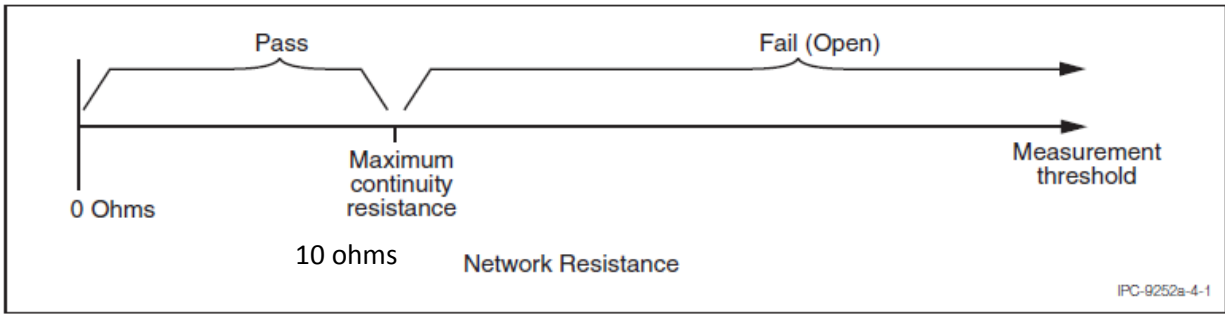 Pass
Fail (Open)
Maximum
continuity
resistance
Measurement
threshold
0 Ohms
10 ohms
Network Resistance
IPC-9252a-4-1